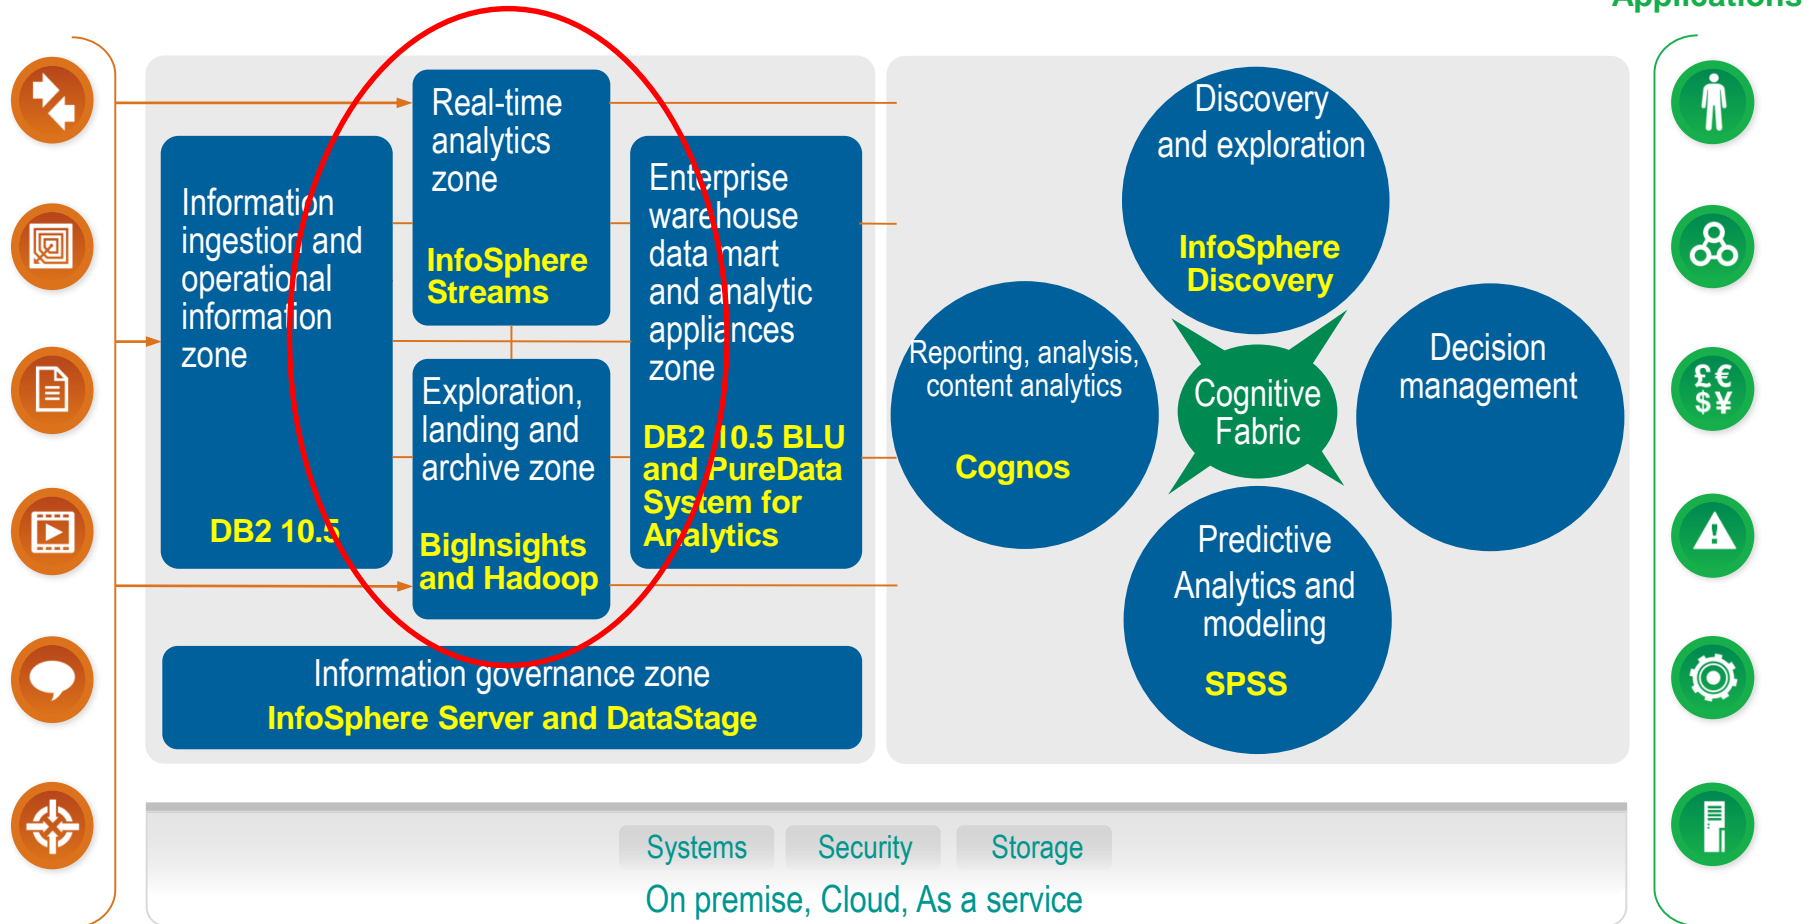 Applications
Real-time
analytics
zone
InfoSphere
Streams
Information
ingestion and
operational
information
zone
DB2 10.5
Enterprise
warehouse
data mart
and analytic
appliances
zone
DB2 10.5 BLU
and PureData
System for
Analytics
Exploration,
landing and
archive zone
BigInsights
and Hadoop
Information governance zone
InfoSphere Server and DataStage
Discovery
and exploration
InfoSphere
Discovery
Reporting, analysis,
content analytics
Cognos
Cognitive
Fabric
Decision
management
Predictive
Analytics and
modeling
SPSS
£€
$¥
Systems
Security
Storage
On premise, Cloud, As a service